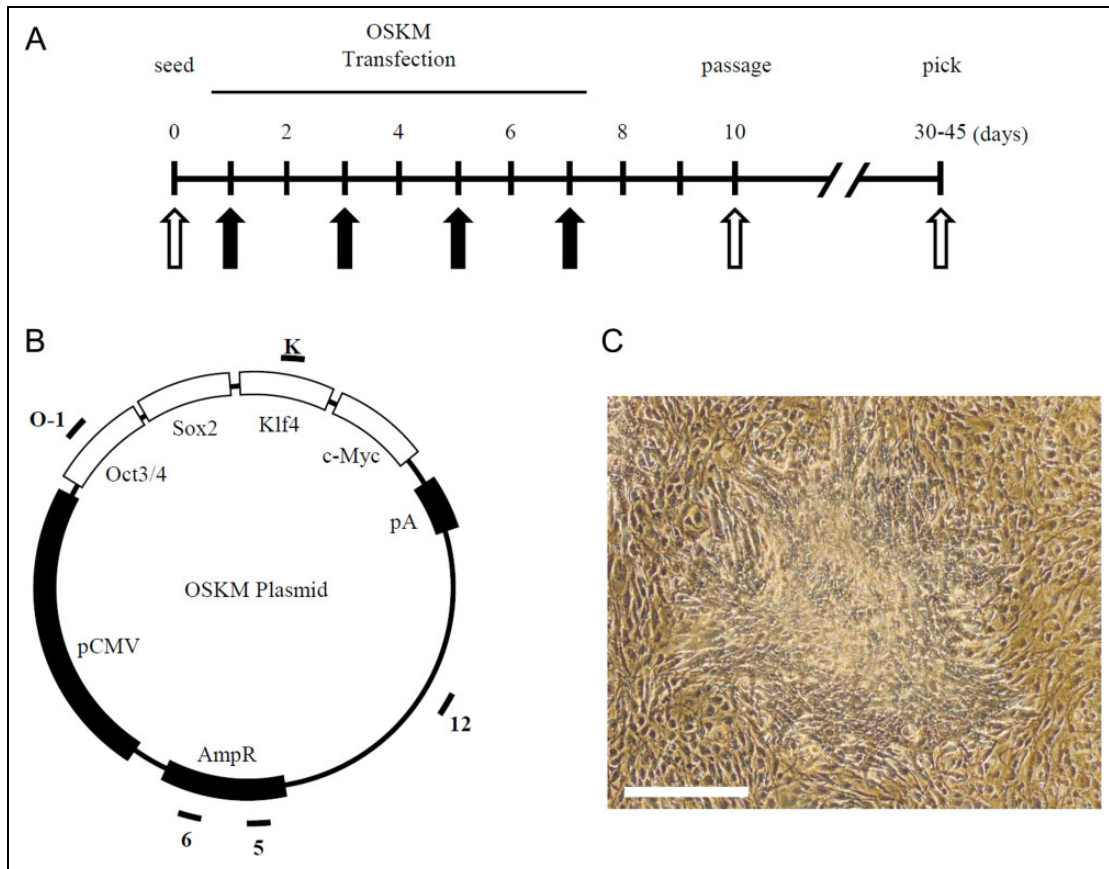 A
OSKM
Transfection
seed
passage
pick
0
2
4
6
8
10
30-45 (days)
B
K
O-1
Sox2
Klf4
Oct3/4
c-Myc
pA
OSKM Plasmid
pCMV
12
AmpR
6
5
C